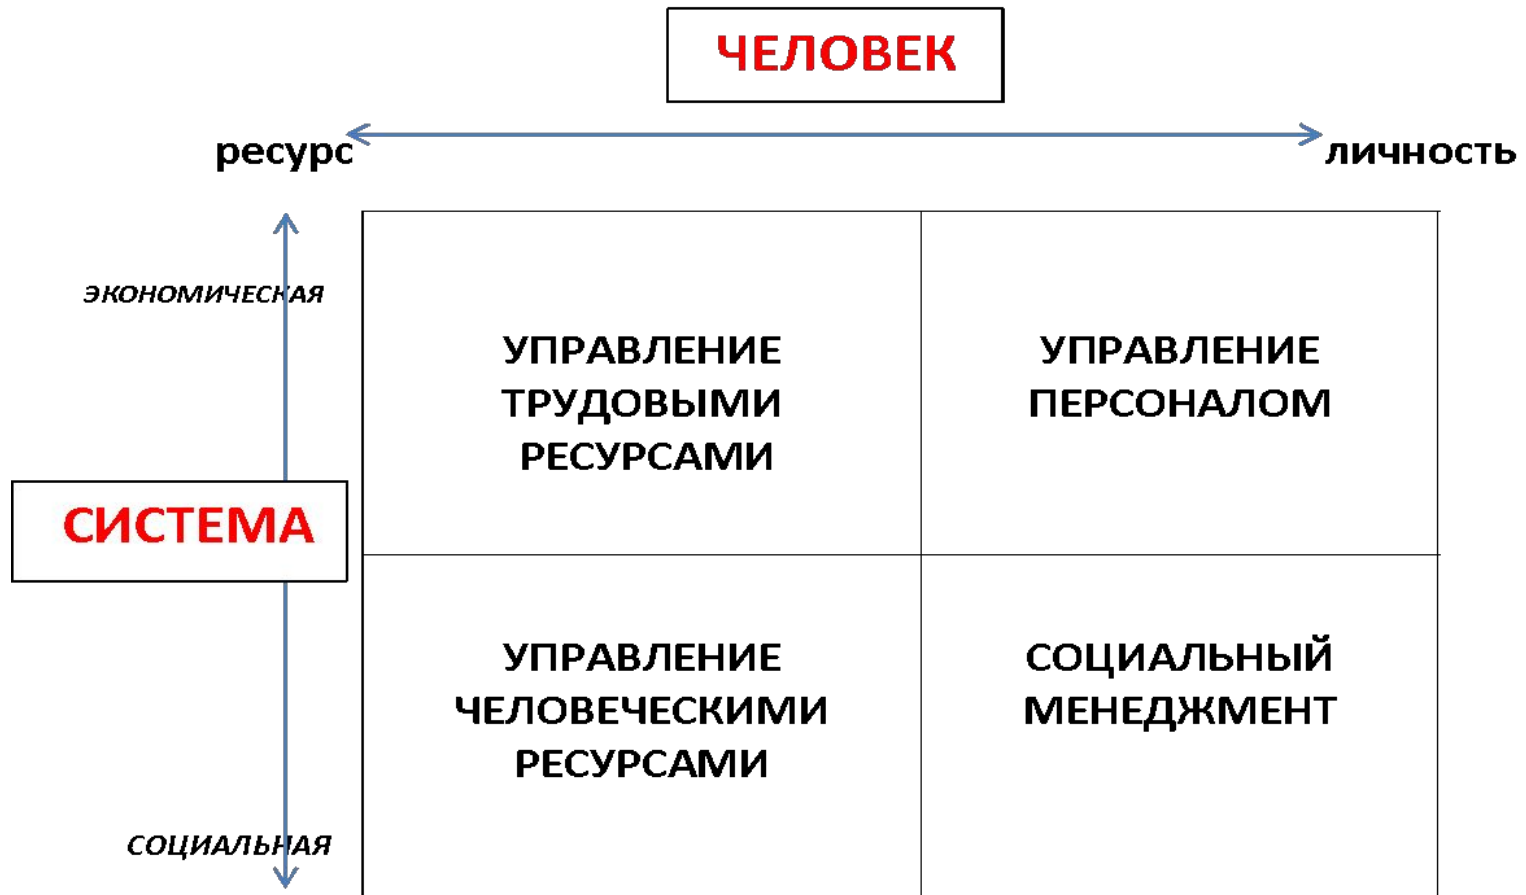 ЧЕЛОВЕК
ресурс
личность
ЭКОНОМИЧЕСКАЯ
УПРАВЛЕНИЕ
ТРУДОВЫМИ
РЕСУРСАМИ
УПРАВЛЕНИЕ
ПЕРСОНАЛОМ
СИСТЕМА
УПРАВЛЕНИЕ
ЧЕЛОВЕЧЕСКИМИ
РЕСУРСАМИ
СОЦИАЛЬНЫЙ
МЕНЕДЖМЕНТ
СОЦИАЛЬНАЯ